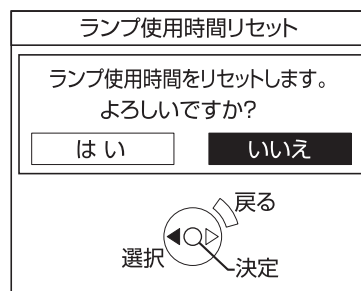 ランプ使用時間リセット
ランプ使用時間をリセットします。
よろしいですか?
はい
いいえ
戻る
選択
決定